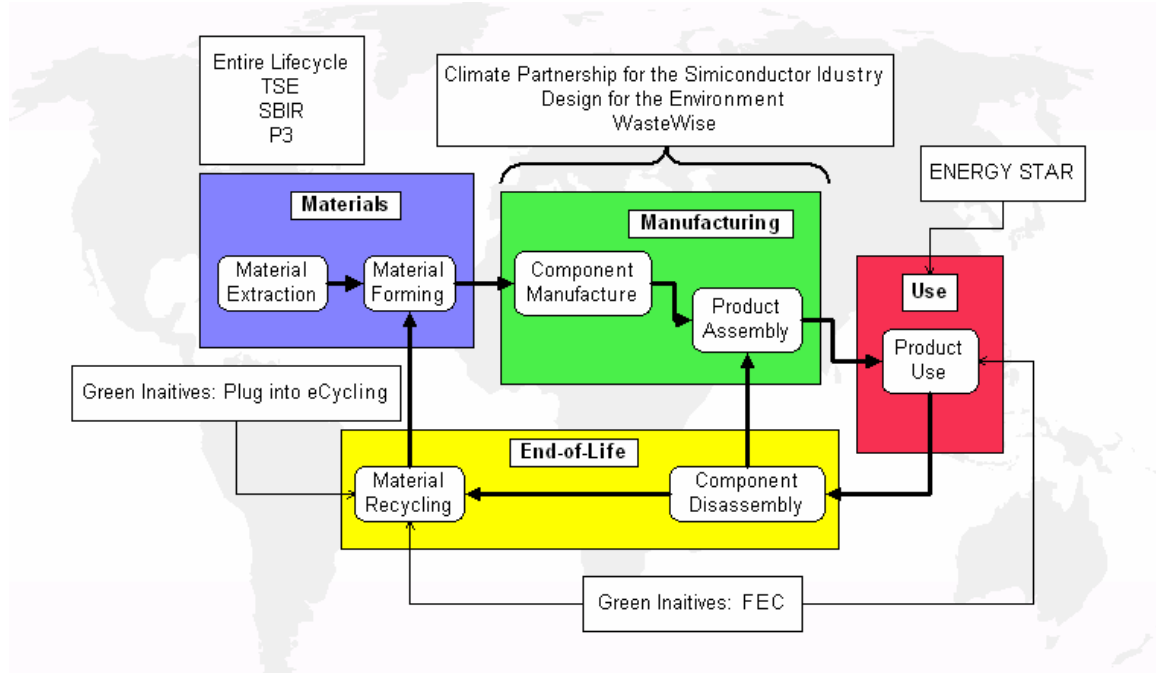 Entire Lifecycle
TSE
SBIR
P3
Climate Partnership for the Simiconductor Idustry
Design for the Environment
WasteWise
ENERGY STAR
Materials
Manufacturing
Material
Extraction
Material
Forming
Component
Manufacture
Product
Assembly
Use
Product
Use
Green Inaitives: Plug into eCycling
End-of-Life
Material
Recycling
Component
Disassembly
Green Inaitives: FEC